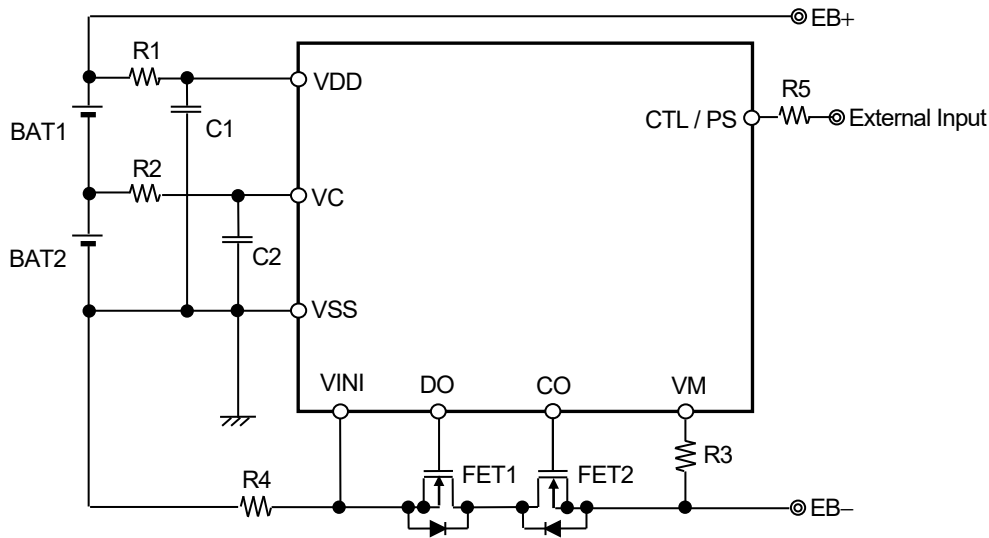 EB+
R1
VDD
R5
BAT1
C1
CTL / PS
External Input
R2
VC
BAT2
C2
VSS
VINI
DO
CO
VM
R4
FET1
FET2
R3
EB−